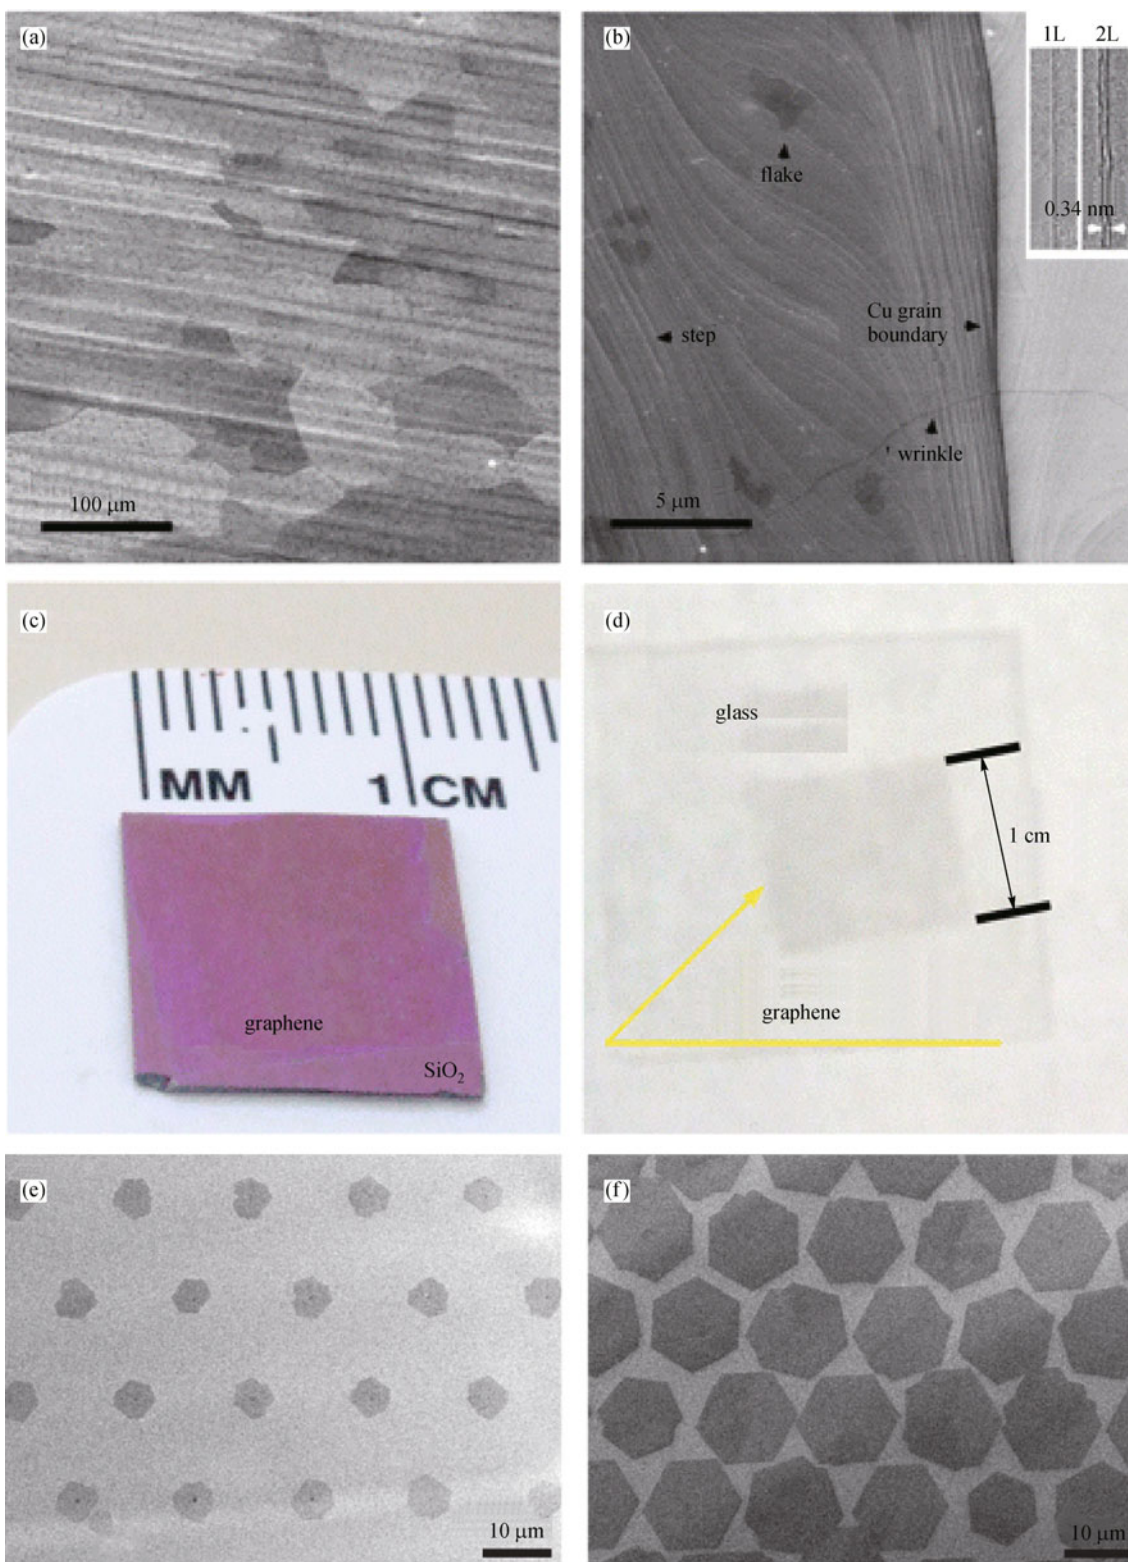 (a)
100 μm
(b)
1L 2L
flake
0.34 nm
step
Cu grain
boundary
wrinkle
5 μm
(c)
MM 1 CM
graphene
SiO₂
(d)
glass
1 cm
graphene
(e)
10 μm
(f)
10 μm